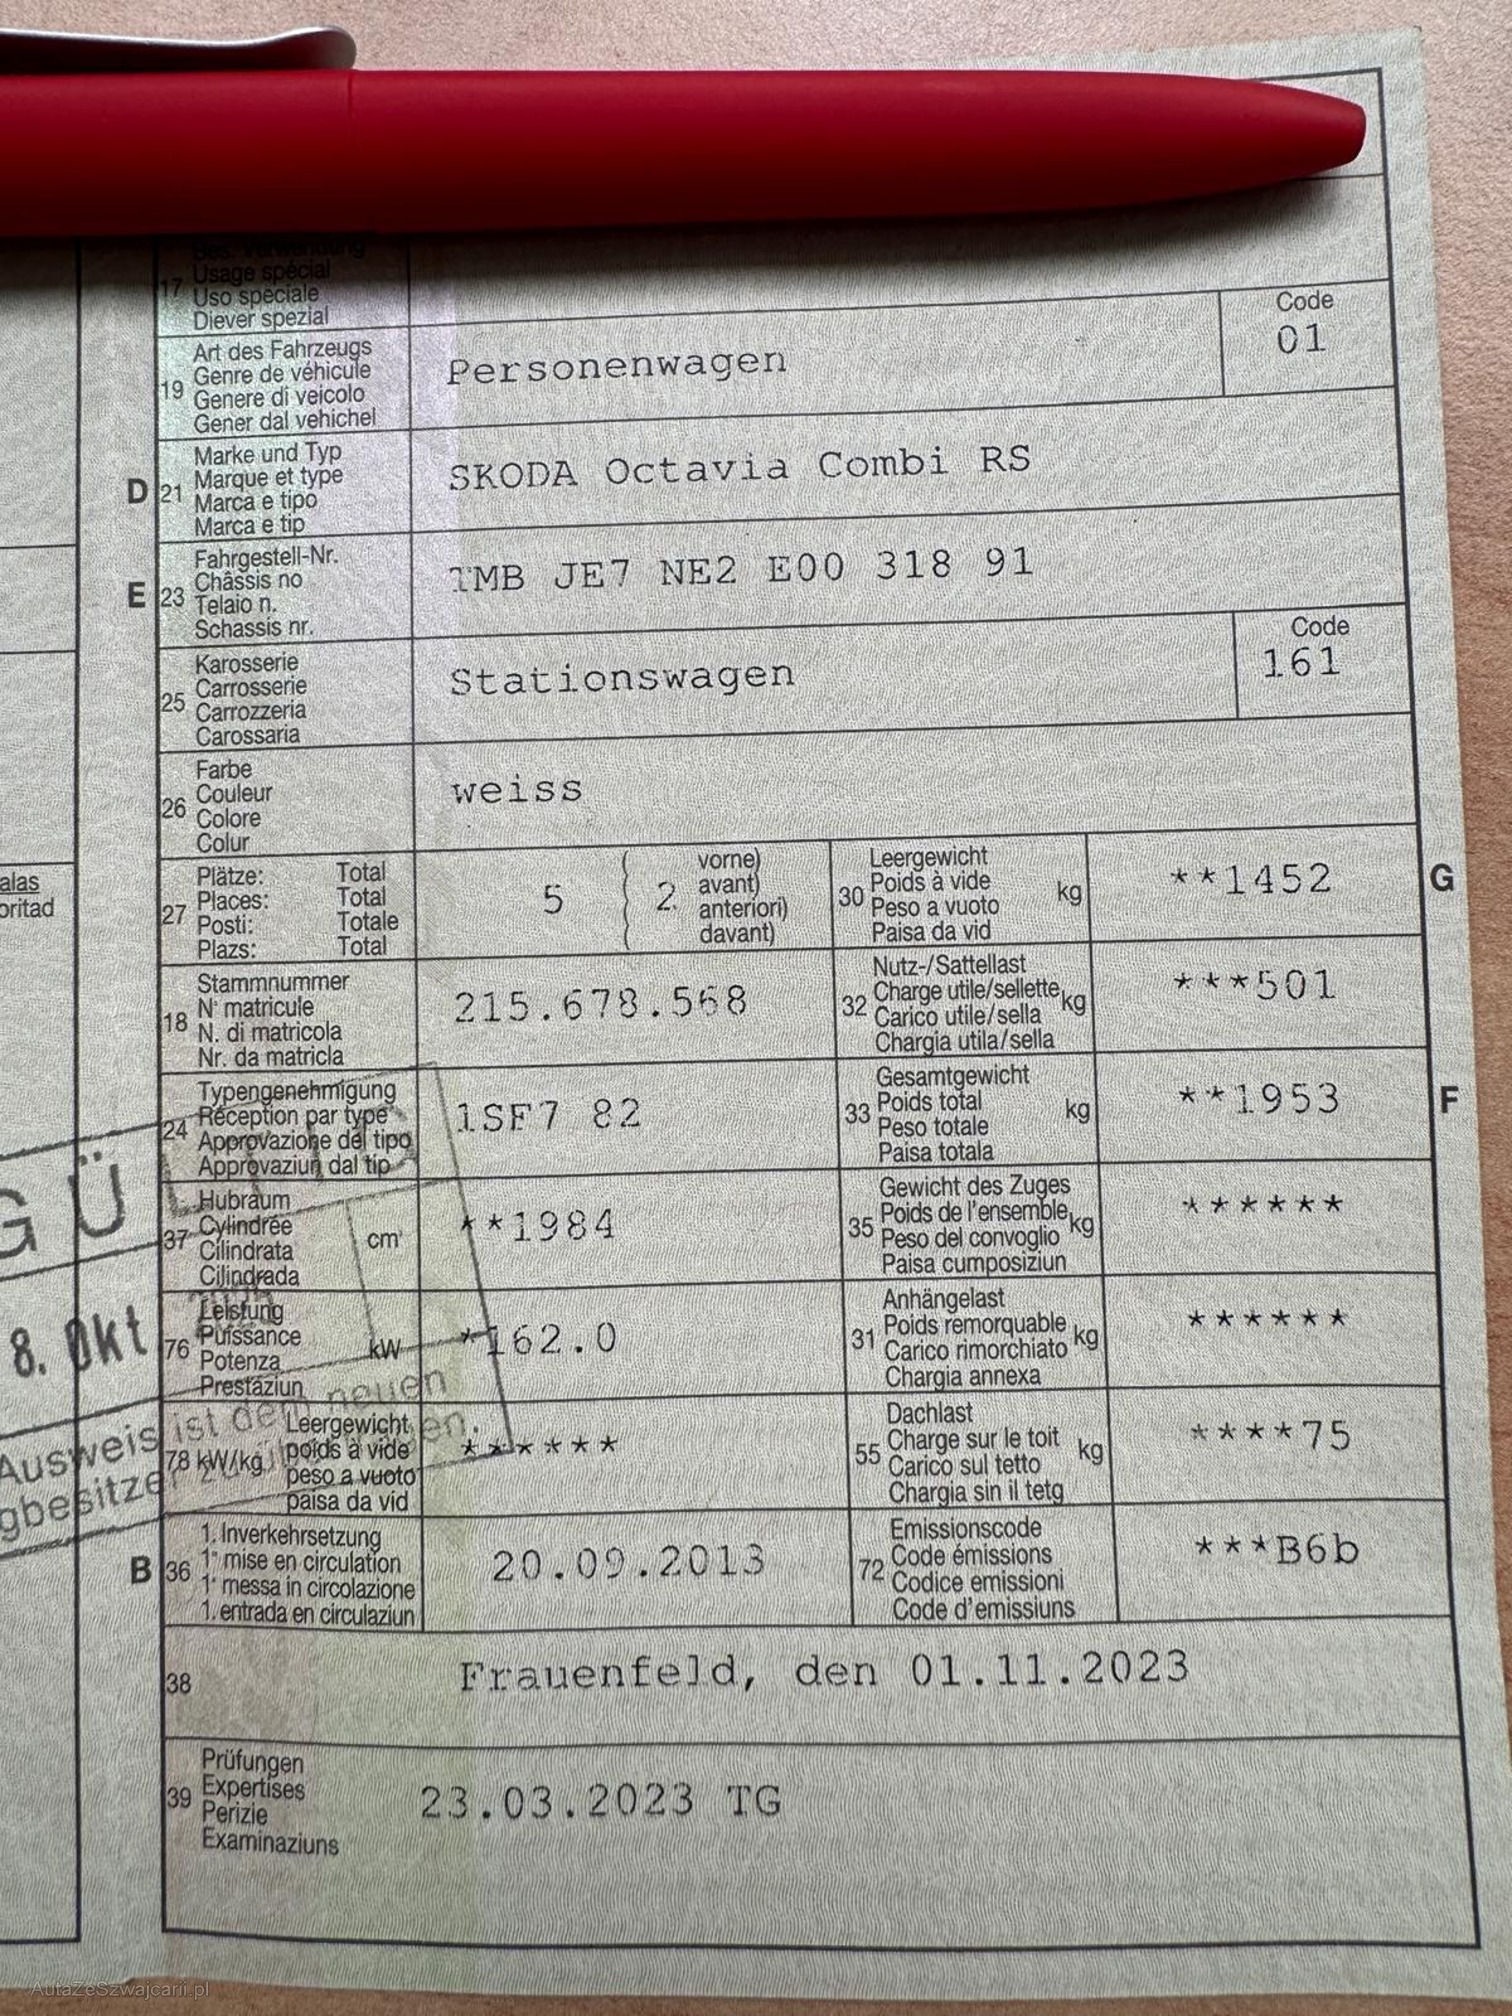 Bes. Verwendung
17 Usage spécial
Uso speciale
Diever spezial
19 Art des Fahrzeugs
Genre de véhicule
Genere di veicolo
Gener dal vehichel
Personenwagen
Code
01
D 21 Marke und Typ
Marque et type
Marca e tipo
Marca e tip
SKODA Octavia Combi RS
E 23 Fahrgestell-Nr.
Châssis no
Telaio n.
Schassis nr.
TMB JE7 NE2 E00 318 91
25 Karosserie
Carrosserie
Carrozzeria
Carossaria
Stationswagen
Code
161
26 Farbe
Couleur
Colore
Colur
weiss
27 Plätze: Total
Places: Total
Posti: Totale
Plazs: Total
5 2
vorne)
avant)
anteriori)
davant)
30 Leergewicht
Poids à vide kg
Peso a vuoto
Paisa da vid
**1452 G
18 Stammnummer
N° matricule
N. di matricola
Nr. da matricla
215.678.568
32 Nutz-/Sattellast
Charge utile/sellette kg
Carico utile/sella
Chargia utila/sella
***501
24 Typengenehmigung
Réception par type
Approvazione del tipo
Approvaziun dal tip
1SF7 82
33 Gesamtgewicht
Poids total kg
Peso totale
Paisa totala
**1953 F
37 Hubraum
Cylindrée cm³
Cilindrata
Cilindrada
**1984
35 Gewicht des Zuges
Poids de l'ensemble kg
Peso del convoglio
Paisa cumposiziun
******
76 Leistung
Puissance kW
Potenza
Prestaziun
*162.0
31 Anhängelast
Poids remorquable kg
Carico rimorchiato
Chargia annexa
******
78 kW/kg Leergewicht
poids à vide
peso a vuoto
paisa da vid
******
55 Dachlast
Charge sur le toit kg
Carico sul tetto
Chargia sin il tetg
****75
B 36 1. Inverkehrsetzung
1° mise en circulation
1° messa in circolazione
1. entrada en circulaziun
20.09.2013
72 Emissionscode
Code émissions
Codice emissioni
Code d'emissiuns
***B6b
38 Frauenfeld, den 01.11.2023
39 Prüfungen
Expertises
Perizie
Examinaziuns
23.03.2023 TG
alas
oritad
GÜ
8. Okt
Ausweis ist dem neuen
gbesitze
AutaZeSzwajcarii.pl